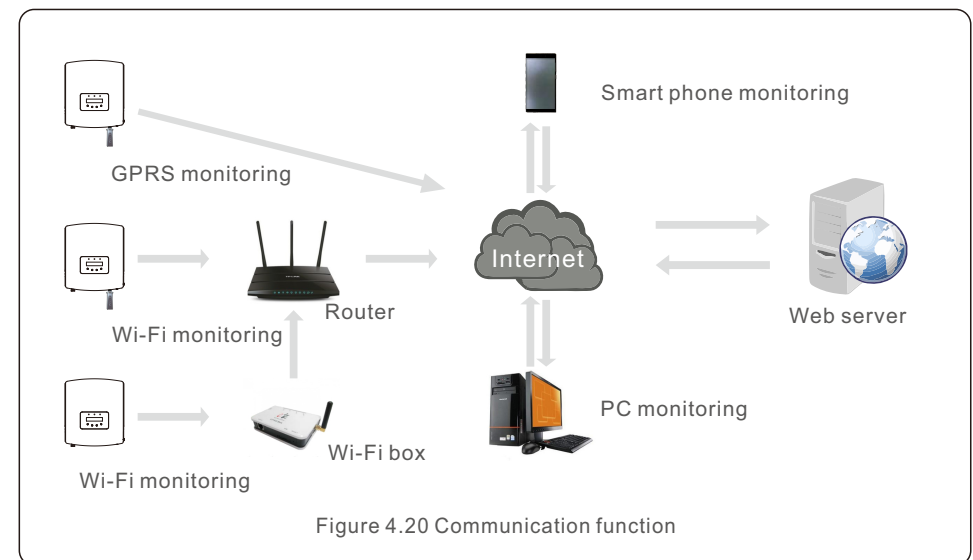 Smart phone monitoring
GPRS monitoring
Internet
Router
Web server
Wi-Fi monitoring
PC monitoring
Wi-Fi box
Wi-Fi monitoring
Figure 4.20 Communication function